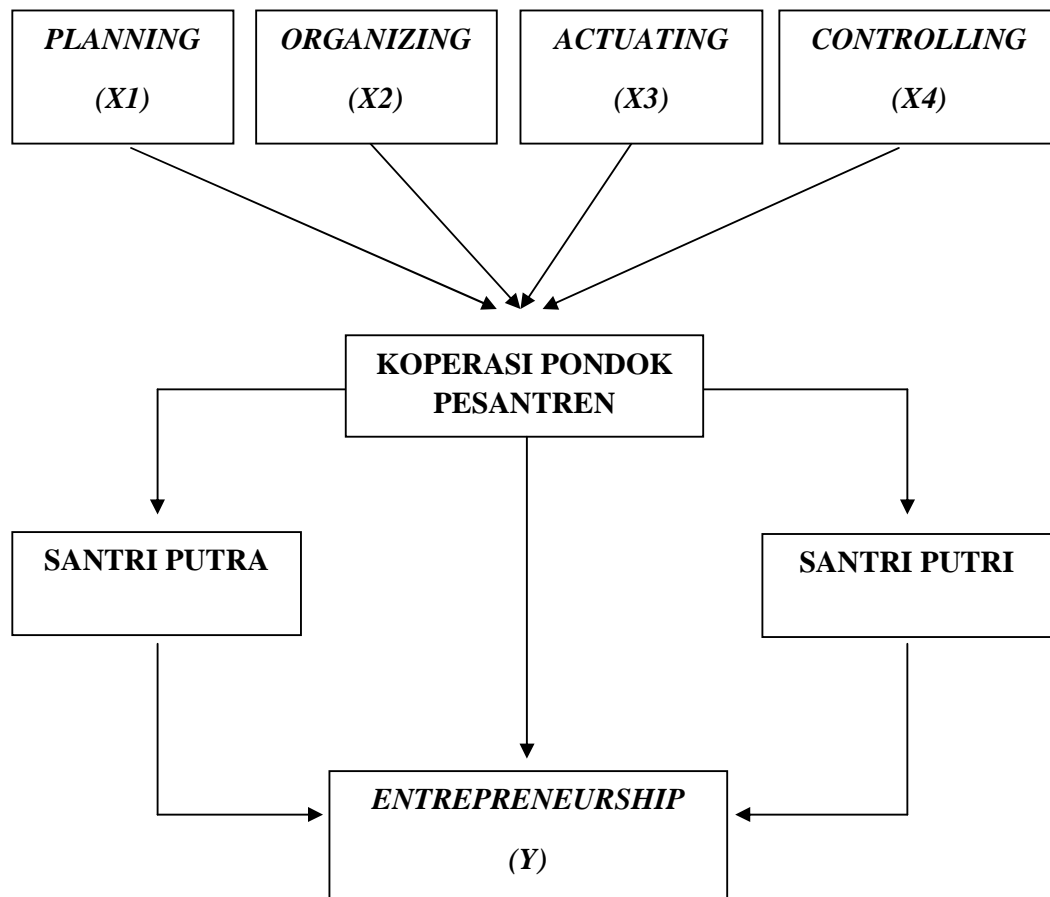 PLANNING
(X1)
ORGANIZING
(X2)
ACTUATING
(X3)
CONTROLLING
(X4)
KOPERASI PONDOK
PESANTREN
SANTRI PUTRA
SANTRI PUTRI
ENTREPRENEURSHIP
(Y)